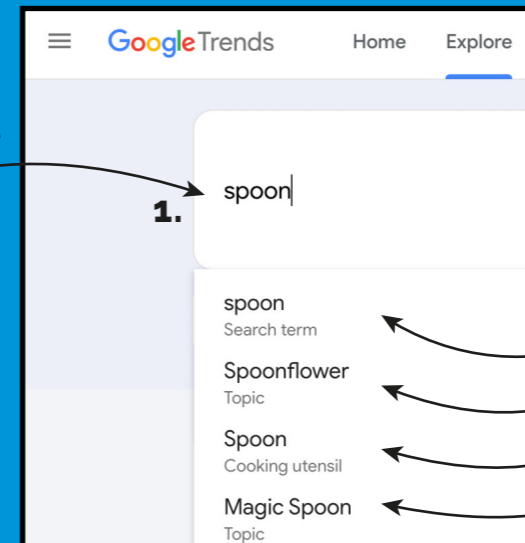 Google Trends Home Explore
1. spoon
spoon
Search term
Spoonflower
Topic
Spoon
Cooking utensil
Magic Spoon
Topic